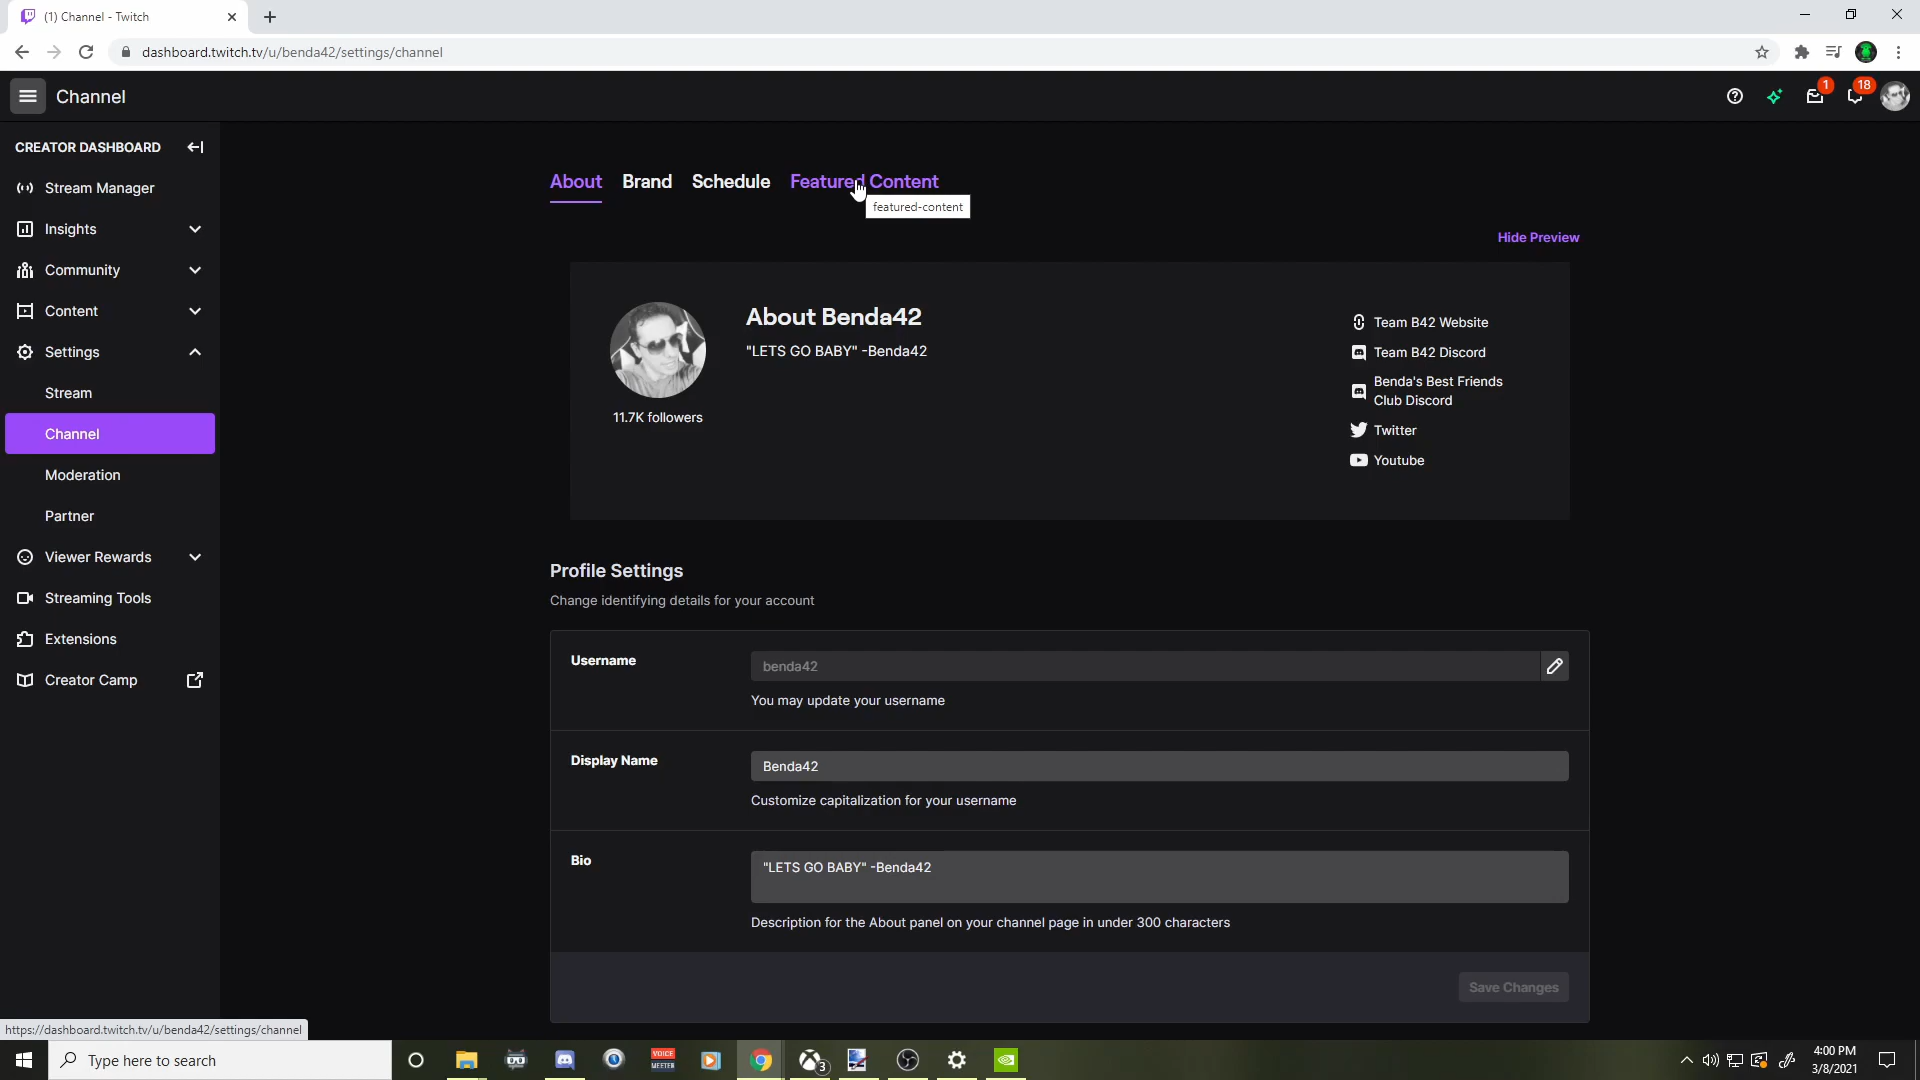 (1) Channel - Twitch
dashboard.twitch.tv/u/benda42/settings/channel
Channel
1
18
CREATOR DASHBOARD
Stream Manager
Insights
Community
Content
Settings
Stream
Channel
Moderation
Partner
Viewer Rewards
Streaming Tools
Extensions
Creator Camp
About Brand Schedule Featured Content
featured-content
Hide Preview
About Benda42
"LETS GO BABY" -Benda42
11.7K followers
Team B42 Website
Team B42 Discord
Benda's Best Friends
Club Discord
Twitter
Youtube
Profile Settings
Change identifying details for your account
Username
benda42
You may update your username
Display Name
Benda42
Customize capitalization for your username
Bio
"LETS GO BABY" -Benda42
Description for the About panel on your channel page in under 300 characters
Save Changes
https://dashboard.twitch.tv/u/benda42/settings/channel
Type here to search
VOICE
MEETER
3
4:00 PM
3/8/2021